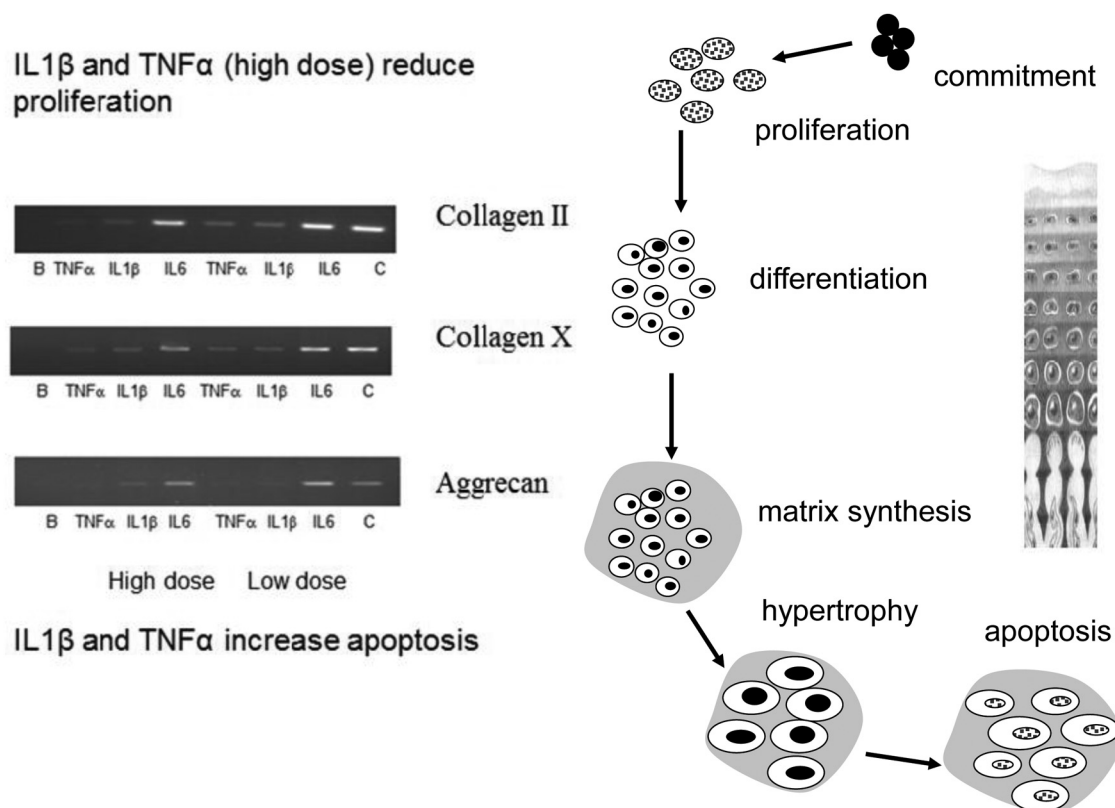 IL1β and TNFα (high dose) reduce
proliferation
Collagen II
B TNFα IL1β IL6 TNFα IL1β IL6 C
Collagen X
B TNFα IL1β IL6 TNFα IL1β IL6 C
Aggrecan
B TNFα IL1β IL6 TNFα IL1β IL6 C
High dose Low dose
IL1β and TNFα increase apoptosis
commitment
proliferation
differentiation
matrix synthesis
hypertrophy
apoptosis